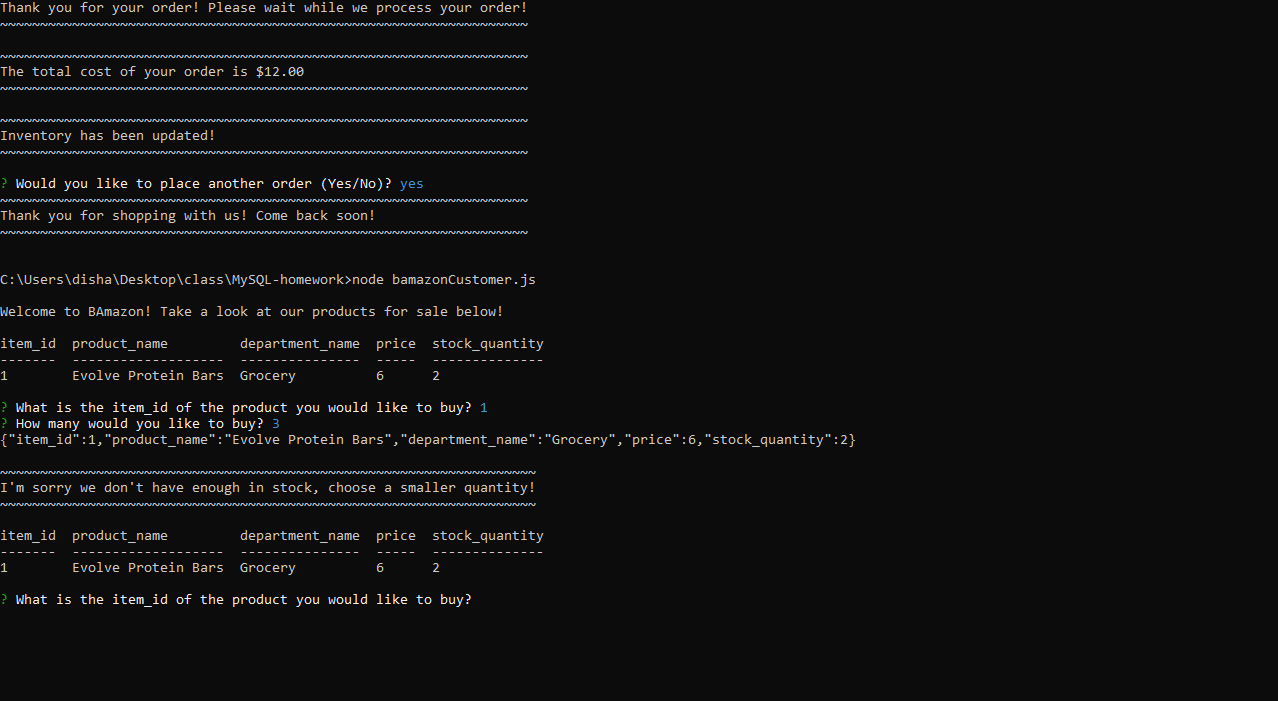 Thank you for your order! Please wait while we process your order!
~~~~~~~~~~~~~~~~~~~~~~~~~~~~~~~~~~~~~~~~~~~~~~~~~~~~~~~~~~~~~~~~~~
~~~~~~~~~~~~~~~~~~~~~~~~~~~~~~~~~~~~~~~~~~~~~~~~~~~~~~~~~~~~~~~~~~
The total cost of your order is $12.00
~~~~~~~~~~~~~~~~~~~~~~~~~~~~~~~~~~~~~~~~~~~~~~~~~~~~~~~~~~~~~~~~~~
~~~~~~~~~~~~~~~~~~~~~~~~~~~~~~~~~~~~~~~~~~~~~~~~~~~~~~~~~~~~~~~~~~
Inventory has been updated!
~~~~~~~~~~~~~~~~~~~~~~~~~~~~~~~~~~~~~~~~~~~~~~~~~~~~~~~~~~~~~~~~~~
? Would you like to place another order (Yes/No)? yes
~~~~~~~~~~~~~~~~~~~~~~~~~~~~~~~~~~~~~~~~~~~~~~~~~~~~~~~~~~~~~~~~~~
Thank you for shopping with us! Come back soon!
~~~~~~~~~~~~~~~~~~~~~~~~~~~~~~~~~~~~~~~~~~~~~~~~~~~~~~~~~~~~~~~~~~
C:\Users\disha\Desktop\class\MySQL-homework>node bamazonCustomer.js
Welcome to BAmazon! Take a look at our products for sale below!
item_id  product_name         department_name  price  stock_quantity
-------  -------------------  ---------------  -----  --------------
1        Evolve Protein Bars  Grocery          6      2
? What is the item_id of the product you would like to buy? 1
? How many would you like to buy? 3
{"item_id":1,"product_name":"Evolve Protein Bars","department_name":"Grocery","price":6,"stock_quantity":2}
~~~~~~~~~~~~~~~~~~~~~~~~~~~~~~~~~~~~~~~~~~~~~~~~~~~~~~~~~~~~~~~~~~~
I'm sorry we don't have enough in stock, choose a smaller quantity!
~~~~~~~~~~~~~~~~~~~~~~~~~~~~~~~~~~~~~~~~~~~~~~~~~~~~~~~~~~~~~~~~~~~
item_id  product_name         department_name  price  stock_quantity
-------  -------------------  ---------------  -----  --------------
1        Evolve Protein Bars  Grocery          6      2
? What is the item_id of the product you would like to buy?